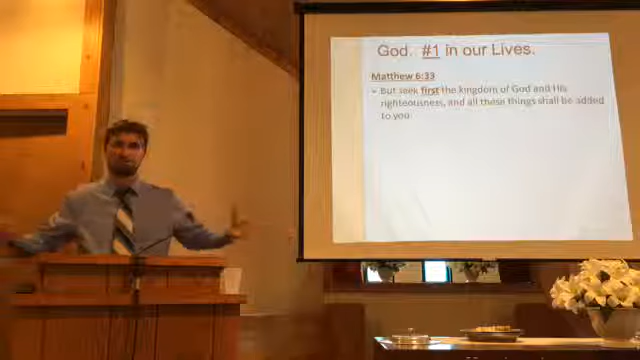 God. #1 in our Lives.
Matthew 6:33
• But seek first the kingdom of God and His
righteousness, and all these things shall be added
to you